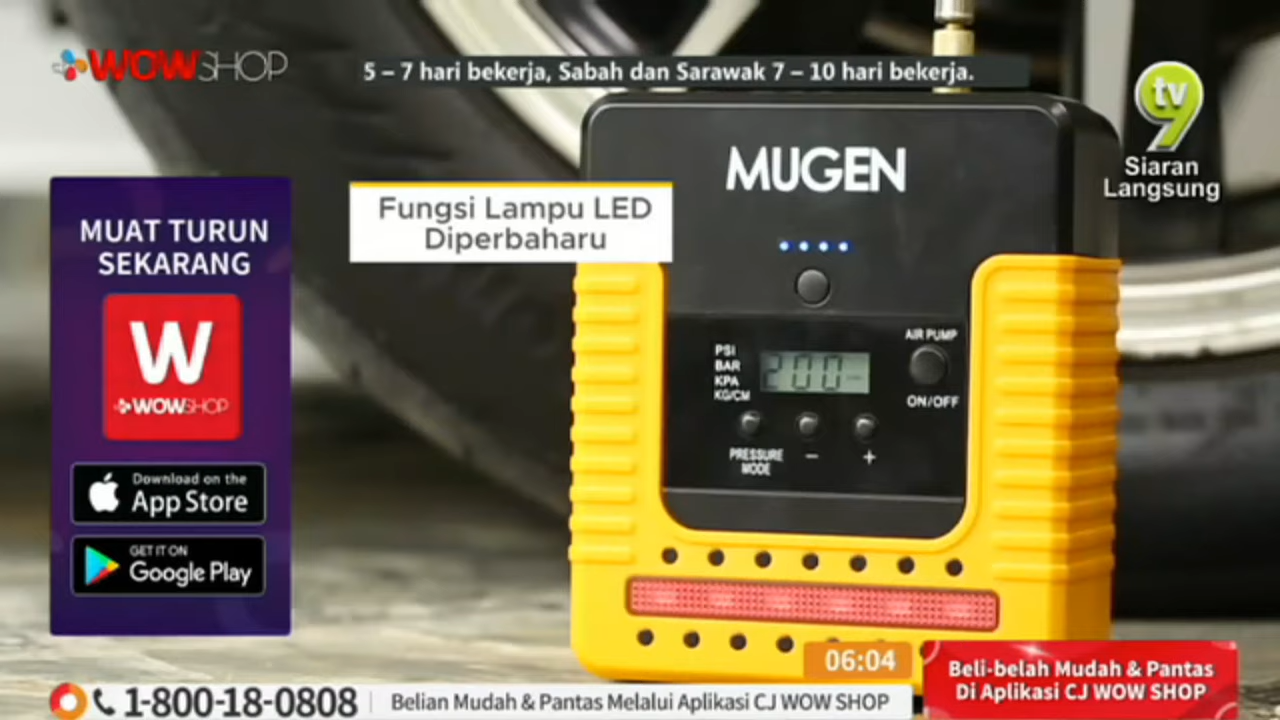 WOWSHOP
5 – 7 hari bekerja, Sabah dan Sarawak 7 – 10 hari bekerja.
tv9
Siaran
Langsung
MUAT TURUN
SEKARANG
W
WOWSHOP
Download on the
App Store
GET IT ON
Google Play
Fungsi Lampu LED
Diperbaharu
MUGEN
PSI
BAR
KPA
KG/CM
200
AIR PUMP
ON/OFF
PRESSURE
MODE
– +
06:04
1-800-18-0808
Belian Mudah & Pantas Melalui Aplikasi CJ WOW SHOP
Beli-belah Mudah & Pantas
Di Aplikasi CJ WOW SHOP